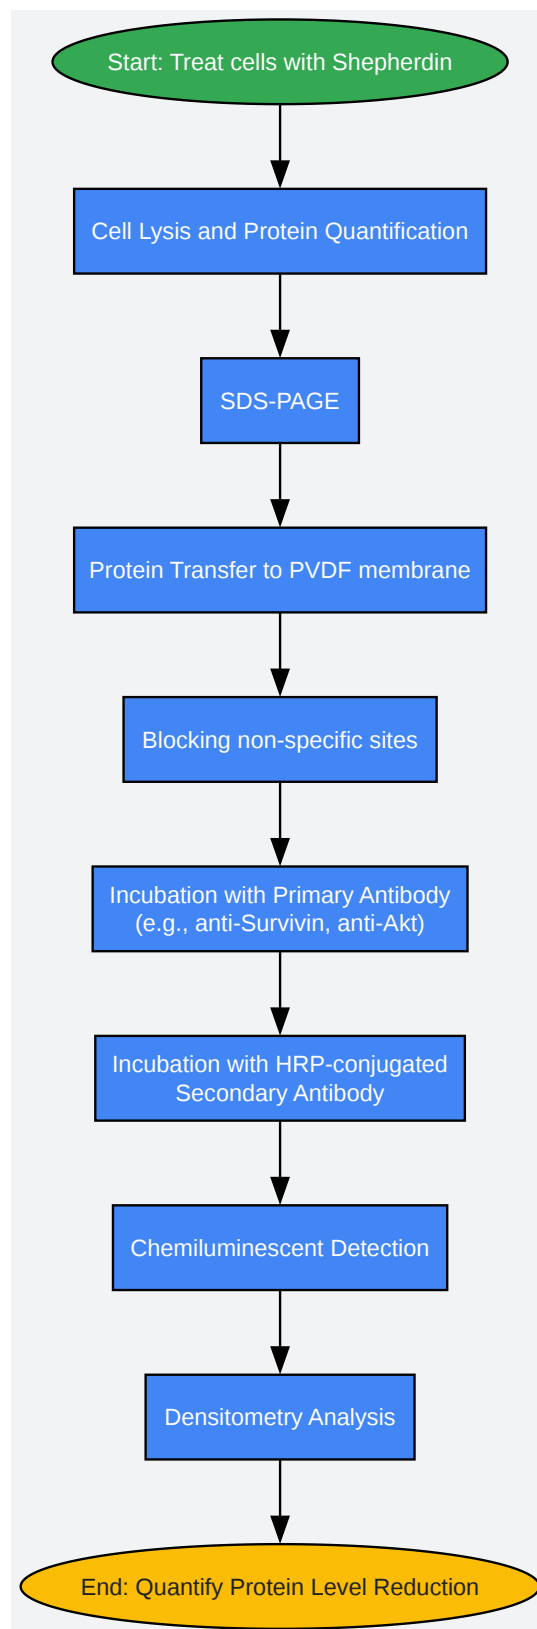 Start: Treat cells with Shepherdin
Cell Lysis and Protein Quantification
SDS-PAGE
Protein Transfer to PVDF membrane
Blocking non-specific sites
Incubation with Primary Antibody
(e.g., anti-Survivin, anti-Akt)
Incubation with HRP-conjugated
Secondary Antibody
Chemiluminescent Detection
Densitometry Analysis
End: Quantify Protein Level Reduction